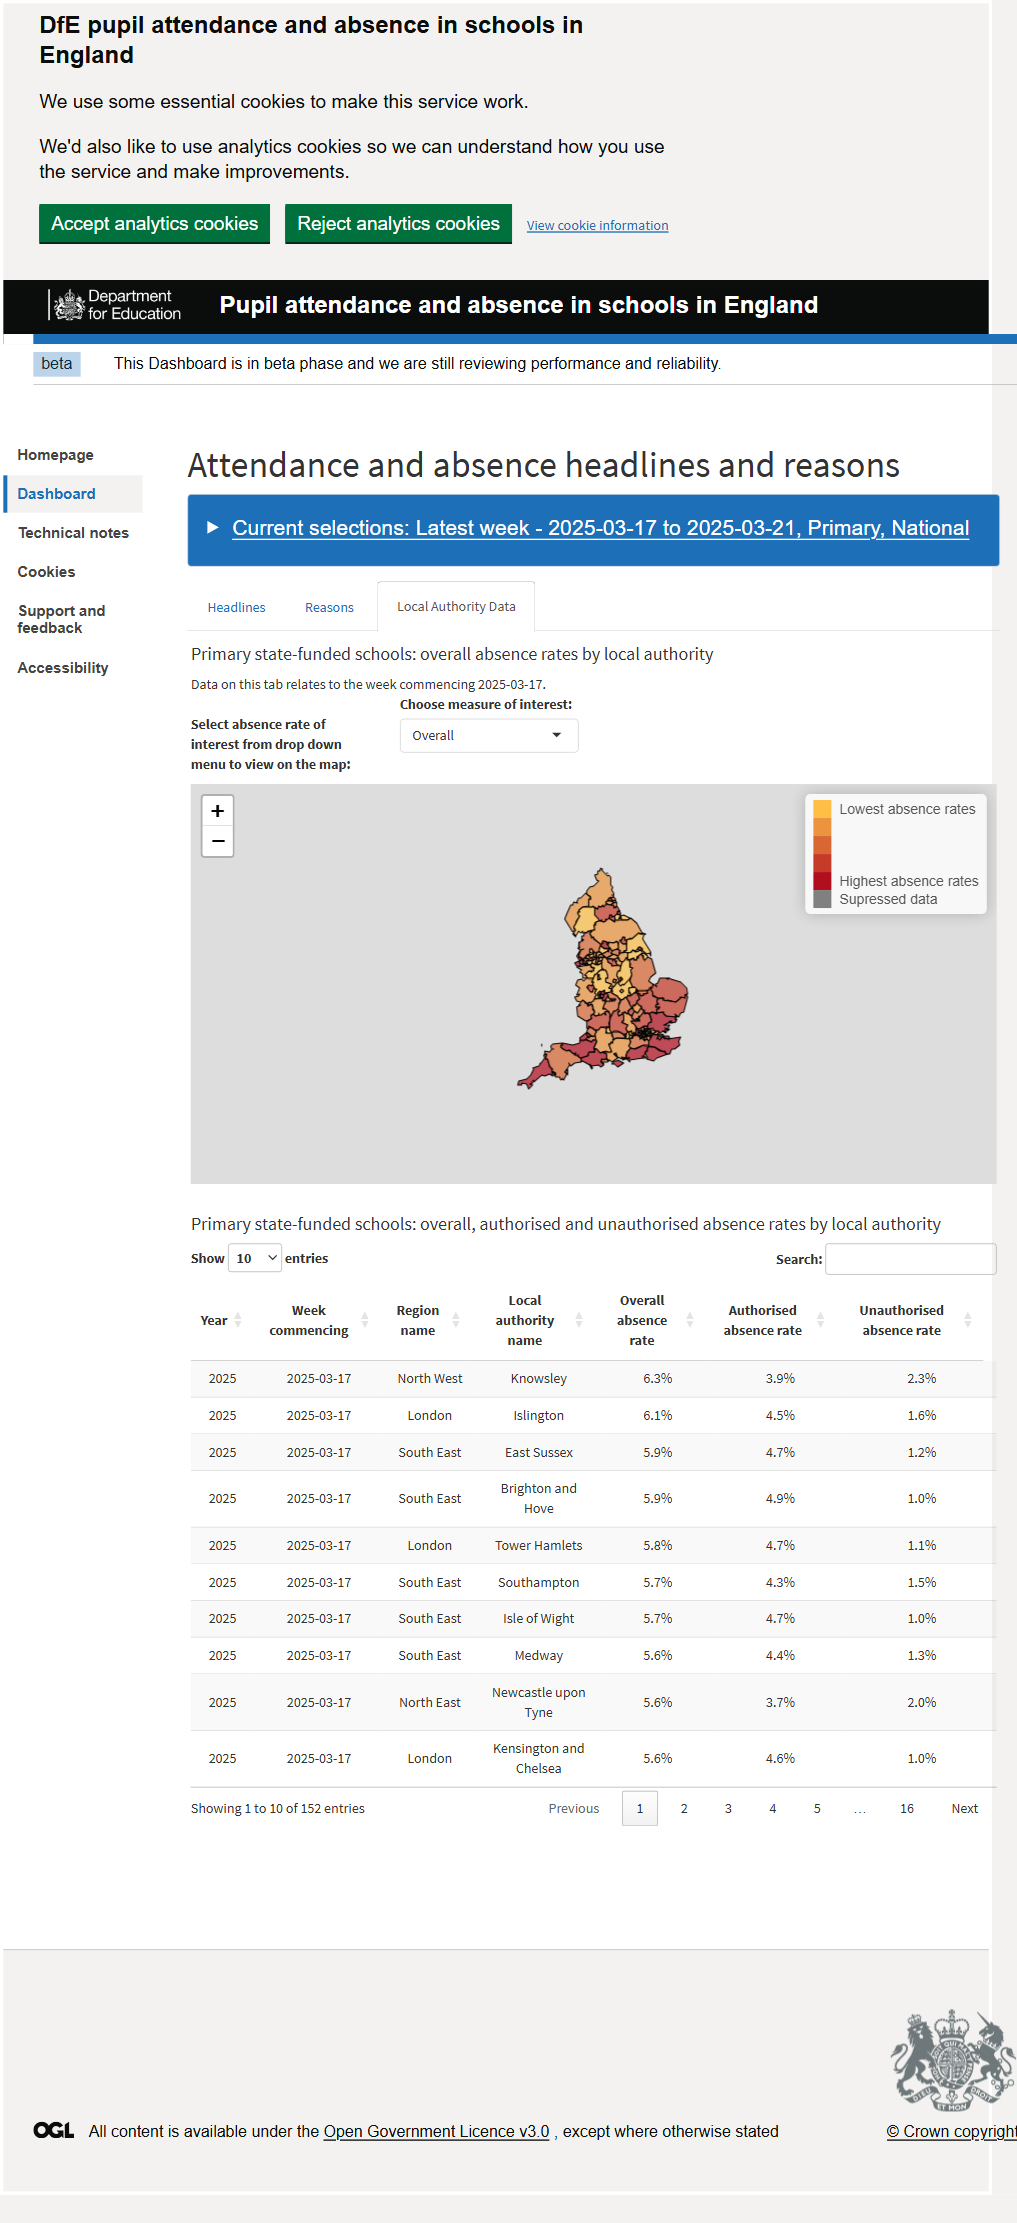 DfE pupil attendance and absence in schools in
England
We use some essential cookies to make this service work.
We'd also like to use analytics cookies so we can understand how you use
the service and make improvements.
Accept analytics cookies Reject analytics cookies View cookie information
Department
for Education
Pupil attendance and absence in schools in England
beta This Dashboard is in beta phase and we are still reviewing performance and reliability.
Homepage
Dashboard
Technical notes
Cookies
Support and
feedback
Accessibility
Attendance and absence headlines and reasons
Current selections: Latest week - 2025-03-17 to 2025-03-21, Primary, National
Headlines Reasons Local Authority Data
Primary state-funded schools: overall absence rates by local authority
Data on this tab relates to the week commencing 2025-03-17.
Select absence rate of
interest from drop down
menu to view on the map:
Choose measure of interest:
Overall
+
−
Lowest absence rates
Highest absence rates
Supressed data
Primary state-funded schools: overall, authorised and unauthorised absence rates by local authority
Show 10 entries Search:
Year Week commencing Region name Local authority name Overall absence rate Authorised absence rate Unauthorised absence rate
2025 2025-03-17 North West Knowsley 6.3% 3.9% 2.3%
2025 2025-03-17 London Islington 6.1% 4.5% 1.6%
2025 2025-03-17 South East East Sussex 5.9% 4.7% 1.2%
2025 2025-03-17 South East Brighton and Hove 5.9% 4.9% 1.0%
2025 2025-03-17 London Tower Hamlets 5.8% 4.7% 1.1%
2025 2025-03-17 South East Southampton 5.7% 4.3% 1.5%
2025 2025-03-17 South East Isle of Wight 5.7% 4.7% 1.0%
2025 2025-03-17 South East Medway 5.6% 4.4% 1.3%
2025 2025-03-17 North East Newcastle upon Tyne 5.6% 3.7% 2.0%
2025 2025-03-17 London Kensington and Chelsea 5.6% 4.6% 1.0%
Showing 1 to 10 of 152 entries Previous 1 2 3 4 5 … 16 Next
OGL All content is available under the Open Government Licence v3.0 , except where otherwise stated
© Crown copyright